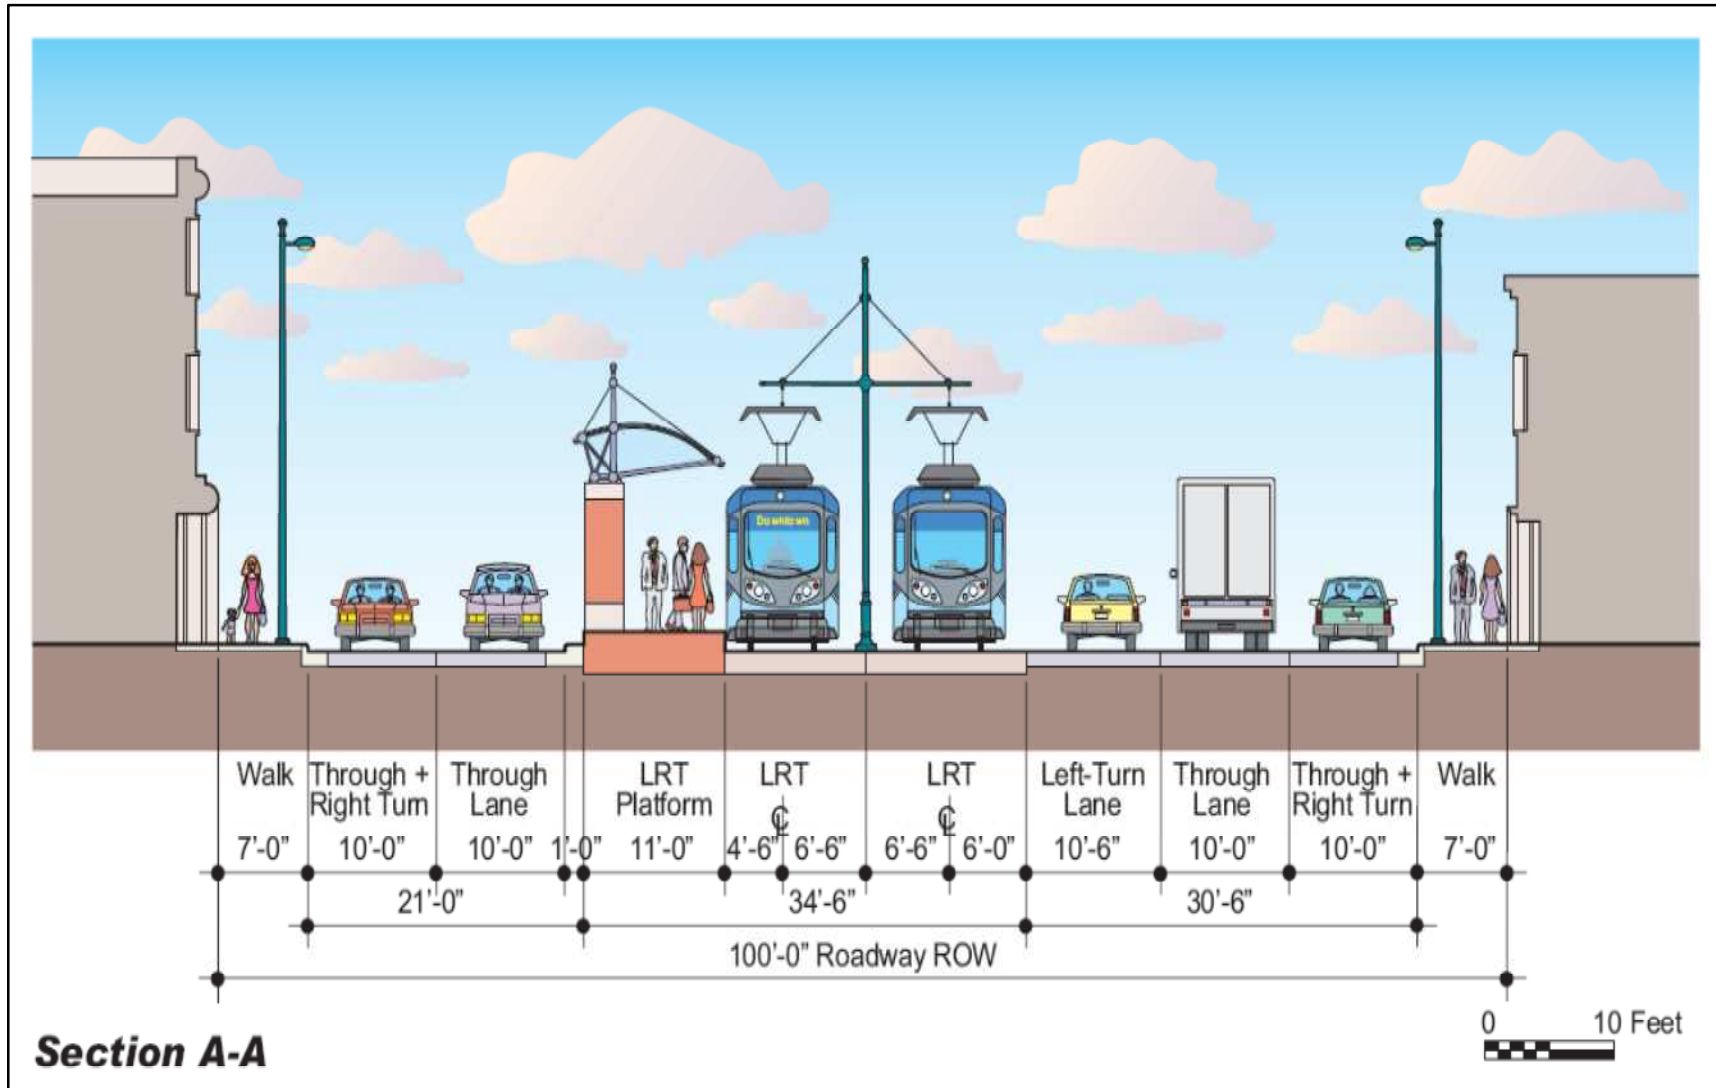 Downtown
Walk
Through +
Right Turn
Through
Lane
LRT
Platform
LRT
℄
LRT
℄
Left-Turn
Lane
Through
Lane
Through +
Right Turn
Walk
7’-0” 10’-0” 10’-0” 1’-0” 11’-0” 4’-6” 6’-6” 6’-6” 6’-0” 10’-6” 10’-0” 10’-0” 7’-0”
21’-0” 34’-6” 30’-6”
100’-0” Roadway ROW
0 10 Feet
Section A-A